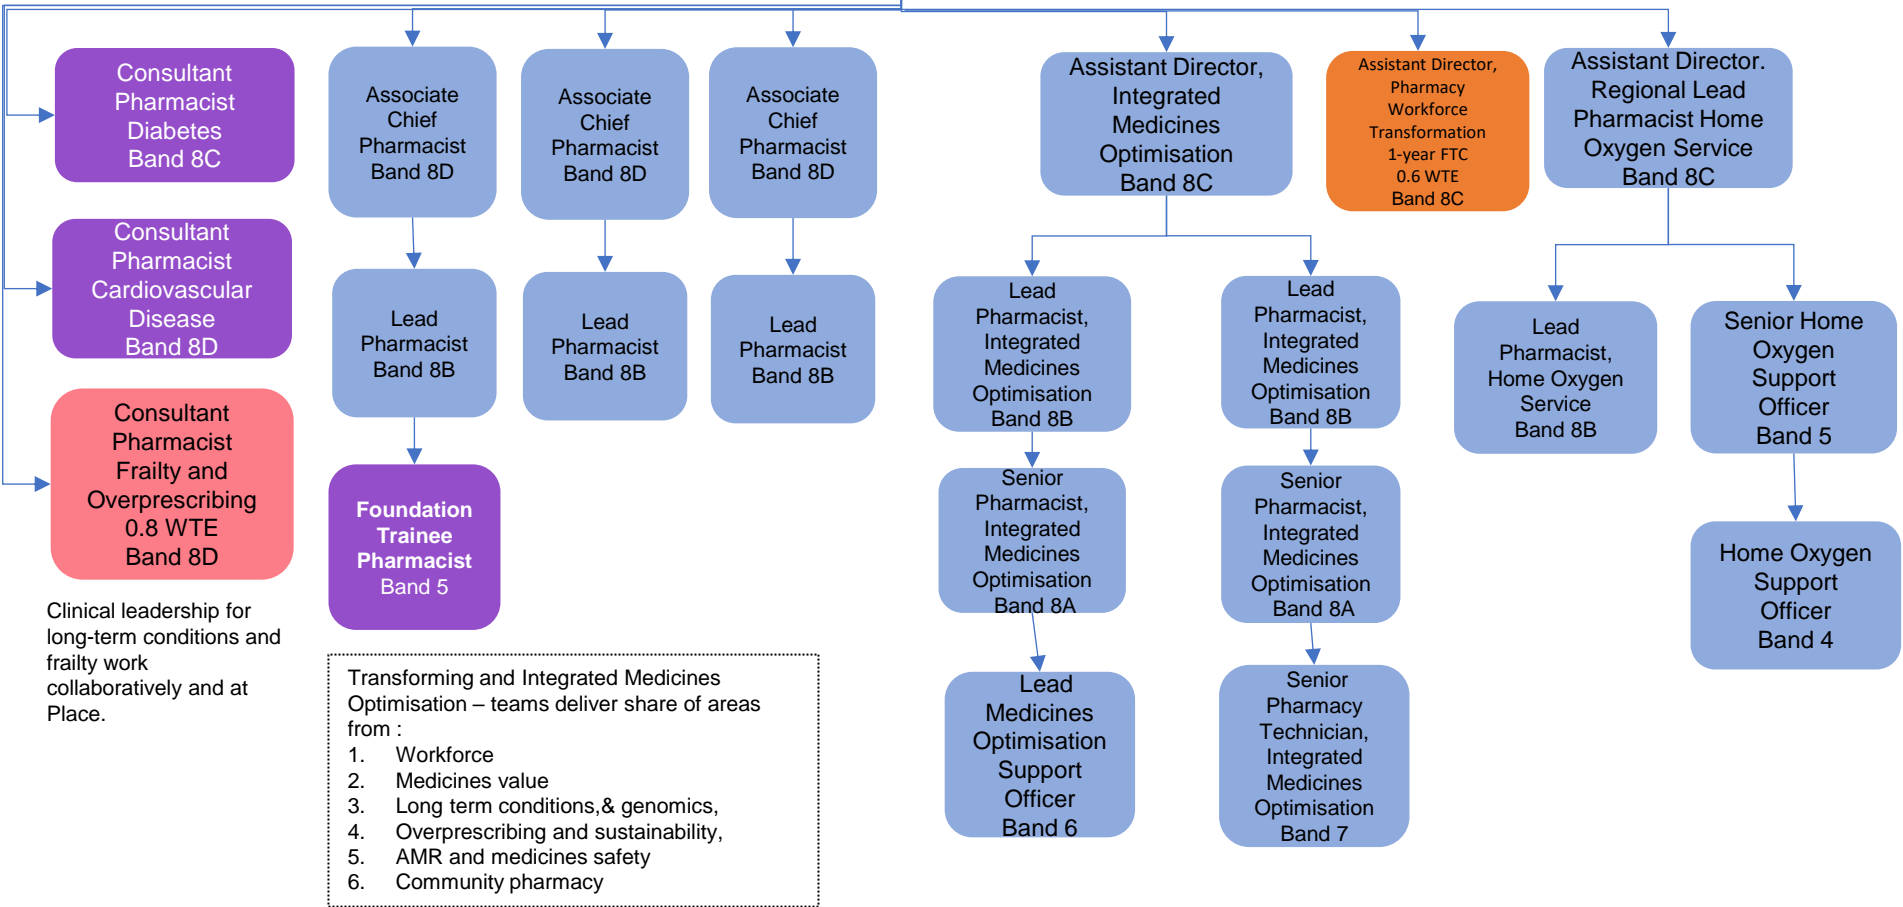 Consultant
Pharmacist
Diabetes
Band 8C
Consultant
Pharmacist
Cardiovascular
Disease
Band 8D
Consultant
Pharmacist
Frailty and
Overprescribing
0.8 WTE
Band 8D
Clinical leadership for
long-term conditions and
frailty work
collaboratively and at
Place.
Associate
Chief
Pharmacist
Band 8D
Lead
Pharmacist
Band 8B
Foundation
Trainee
Pharmacist
Band 5
Associate
Chief
Pharmacist
Band 8D
Lead
Pharmacist
Band 8B
Associate
Chief
Pharmacist
Band 8D
Lead
Pharmacist
Band 8B
Transforming and Integrated Medicines
Optimisation – teams deliver share of areas
from :
1. Workforce
2. Medicines value
3. Long term conditions,& genomics,
4. Overprescribing and sustainability,
5. AMR and medicines safety
6. Community pharmacy
Assistant Director,
Integrated
Medicines
Optimisation
Band 8C
Lead
Pharmacist,
Integrated
Medicines
Optimisation
Band 8B
Senior
Pharmacist,
Integrated
Medicines
Optimisation
Band 8A
Lead
Medicines
Optimisation
Support
Officer
Band 6
Lead
Pharmacist,
Integrated
Medicines
Optimisation
Band 8B
Senior
Pharmacist,
Integrated
Medicines
Optimisation
Band 8A
Senior
Pharmacy
Technician,
Integrated
Medicines
Optimisation
Band 7
Assistant Director,
Pharmacy
Workforce
Transformation
1-year FTC
0.6 WTE
Band 8C
Assistant Director.
Regional Lead
Pharmacist Home
Oxygen Service
Band 8C
Lead
Pharmacist,
Home Oxygen
Service
Band 8B
Senior Home
Oxygen
Support
Officer
Band 5
Home Oxygen
Support
Officer
Band 4